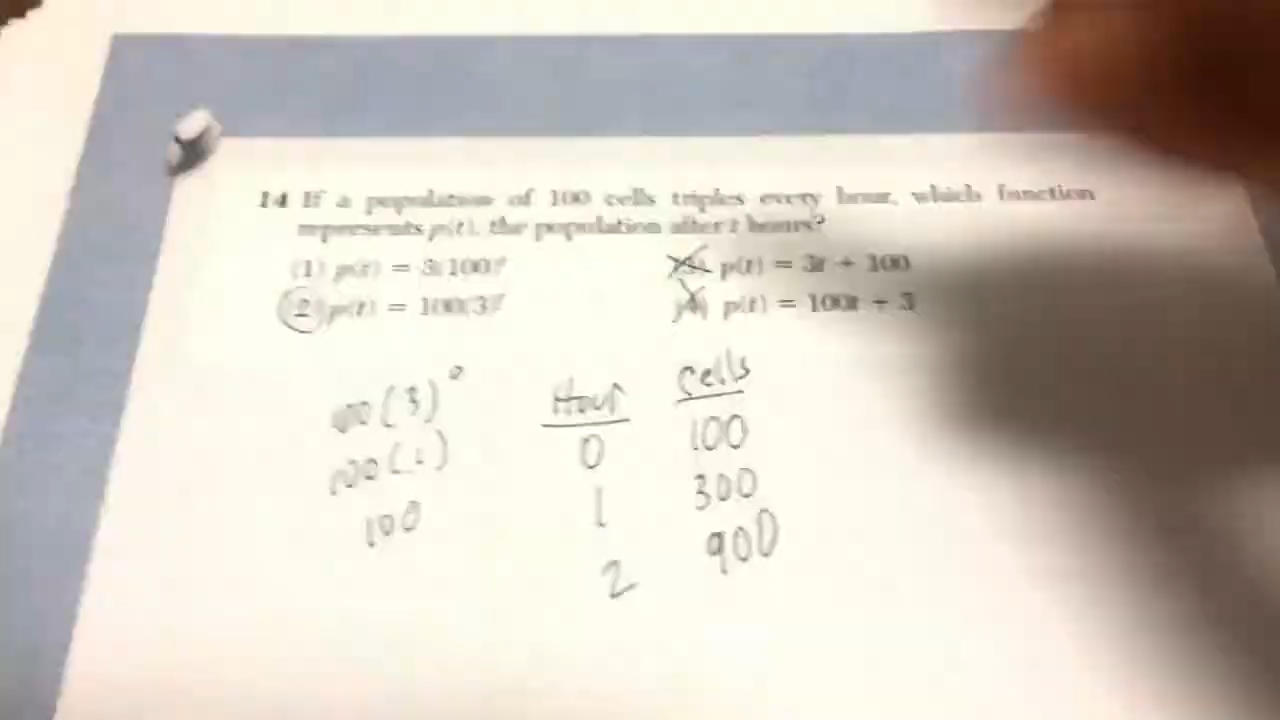 14 If a population of 100 cells triples every hour, which function
represents p(t), the population after t hours?
(1) p(t) = 3(100)ᵗ
(2) p(t) = 100(3)ᵗ
(3) p(t) = 3t + 100
(4) p(t) = 100t + 3
100(3)⁰
100(1)
100
Hour Cells
0 100
1 300
2 900